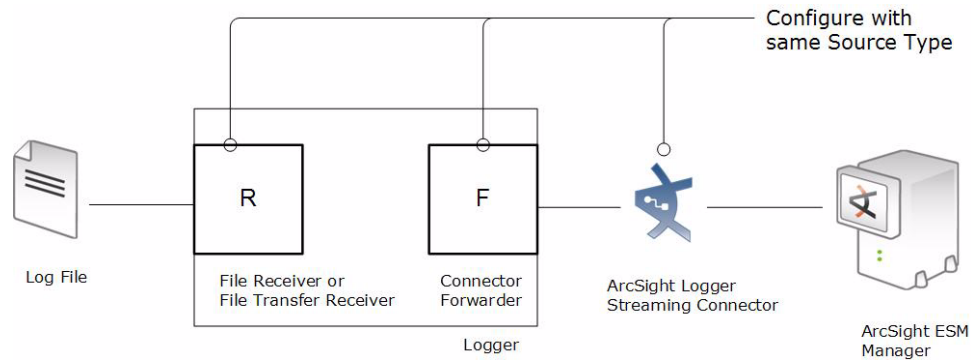 Configure with
same Source Type
R
F
Log File
File Receiver or
File Transfer Receiver
Connector
Forwarder
ArcSight Logger
Streaming Connector
Logger
ArcSight ESM
Manager